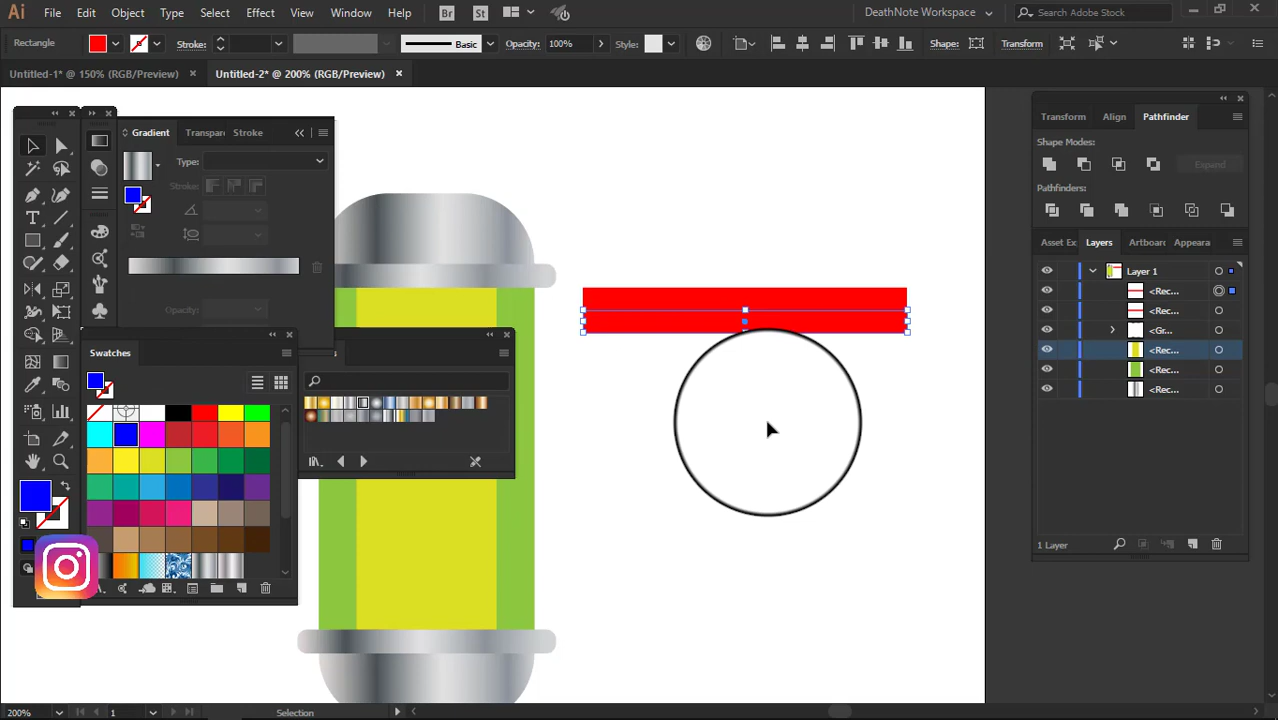 Ai File Edit Object Type Select Effect View Window Help Br St DeathNote Workspace Search Adobe Stock
Rectangle Stroke: Basic Opacity: 100% Style: Shape: Transform
Untitled-1* @ 150% (RGB/Preview) × Untitled-2* @ 200% (RGB/Preview) ×
Gradient Transpar Stroke
Type:
Stroke:
Opacity:
Swatches
Transform Align Pathfinder
Shape Modes:
Expand
Pathfinders:
Asset Ex Layers Artboar Appeara
Layer 1
<Rec...
<Rec...
<Gr...
<Rec...
<Rec...
<Rec...
1 Layer
200% 1 Selection